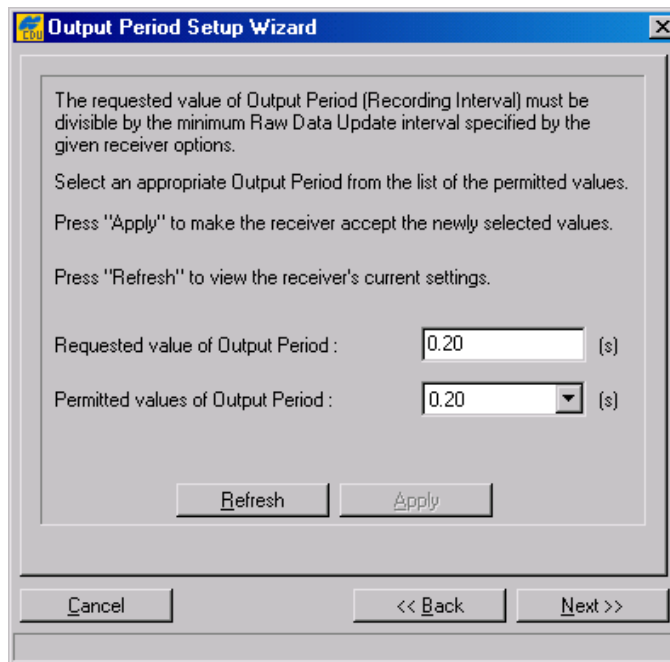 EDU Output Period Setup Wizard
The requested value of Output Period (Recording Interval) must be
divisible by the minimum Raw Data Update interval specified by the
given receiver options.
Select an appropriate Output Period from the list of the permitted values.
Press "Apply" to make the receiver accept the newly selected values.
Press "Refresh" to view the receiver's current settings.
Requested value of Output Period : 0.20 (s)
Permitted values of Output Period : 0.20 (s)
Refresh Apply
Cancel << Back Next >>